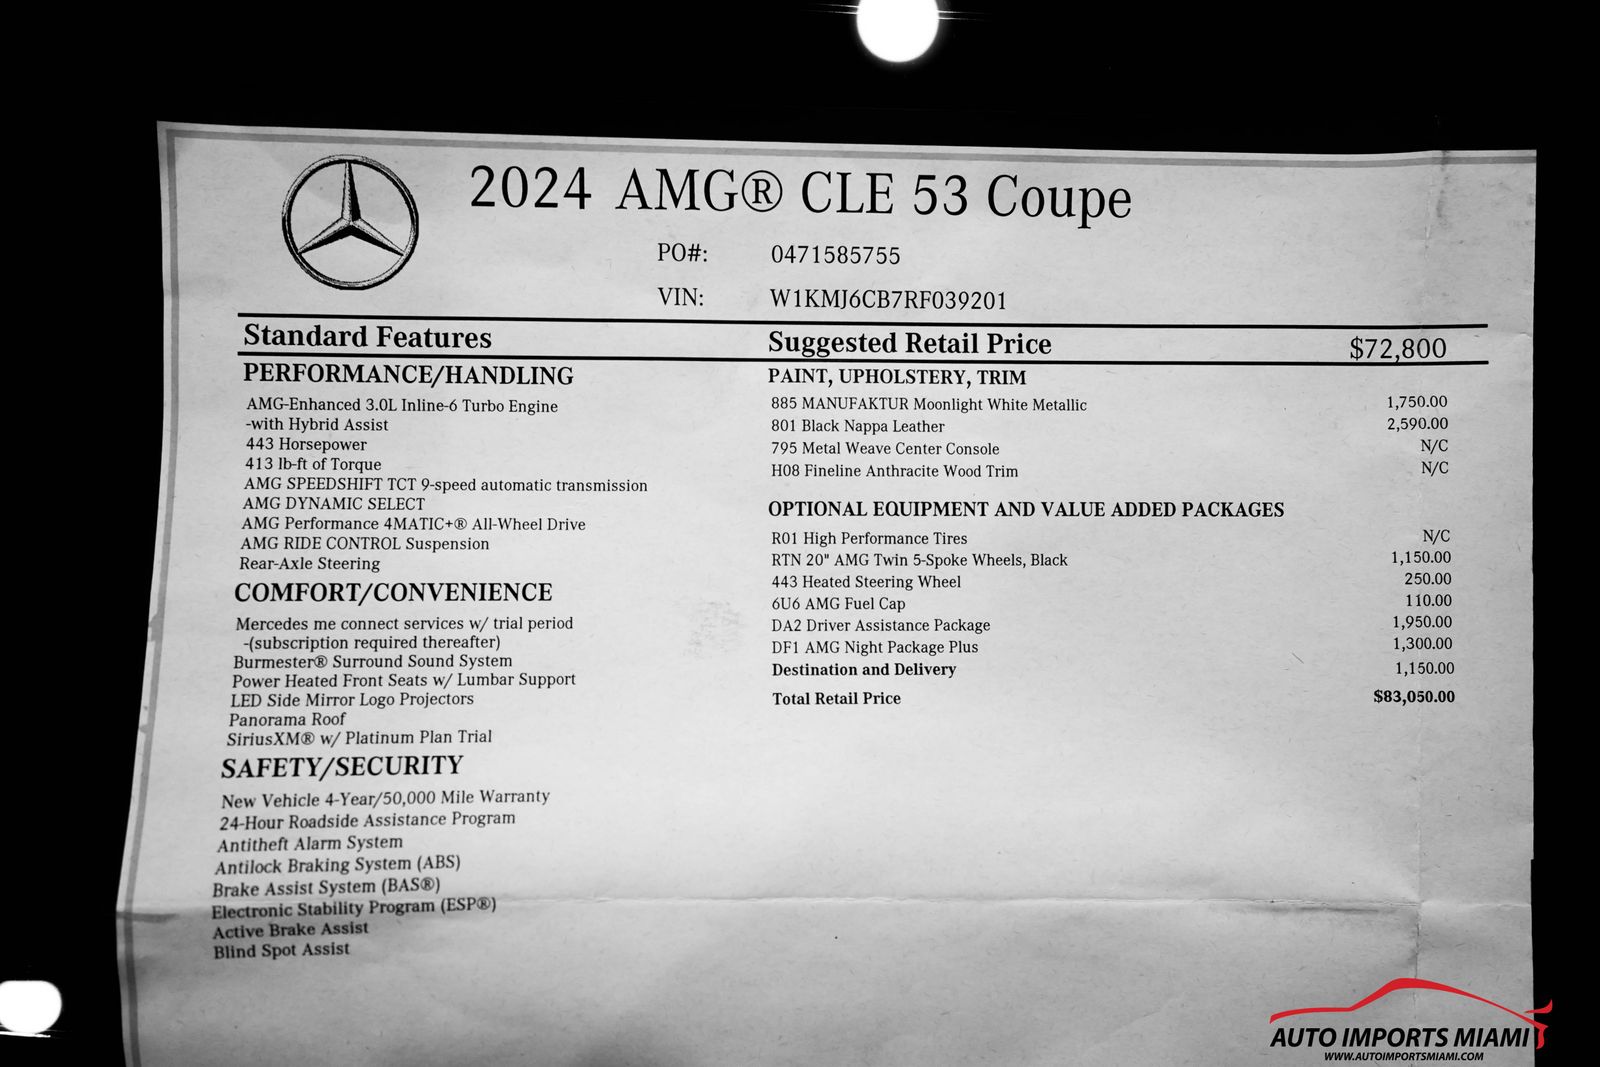 2024 AMG® CLE 53 Coupe
PO#: 0471585755
VIN: W1KMJ6CB7RF039201
Standard Features
PERFORMANCE/HANDLING
AMG-Enhanced 3.0L Inline-6 Turbo Engine
-with Hybrid Assist
443 Horsepower
413 lb-ft of Torque
AMG SPEEDSHIFT TCT 9-speed automatic transmission
AMG DYNAMIC SELECT
AMG Performance 4MATIC+® All-Wheel Drive
AMG RIDE CONTROL Suspension
Rear-Axle Steering
COMFORT/CONVENIENCE
Mercedes me connect services w/ trial period
-(subscription required thereafter)
Burmester® Surround Sound System
Power Heated Front Seats w/ Lumbar Support
LED Side Mirror Logo Projectors
Panorama Roof
SiriusXM® w/ Platinum Plan Trial
SAFETY/SECURITY
New Vehicle 4-Year/50,000 Mile Warranty
24-Hour Roadside Assistance Program
Antitheft Alarm System
Antilock Braking System (ABS)
Brake Assist System (BAS®)
Electronic Stability Program (ESP®)
Active Brake Assist
Blind Spot Assist
Suggested Retail Price $72,800
PAINT, UPHOLSTERY, TRIM
885 MANUFAKTUR Moonlight White Metallic 1,750.00
801 Black Nappa Leather 2,590.00
795 Metal Weave Center Console N/C
H08 Fineline Anthracite Wood Trim N/C
OPTIONAL EQUIPMENT AND VALUE ADDED PACKAGES
R01 High Performance Tires N/C
RTN 20" AMG Twin 5-Spoke Wheels, Black 1,150.00
443 Heated Steering Wheel 250.00
6U6 AMG Fuel Cap 110.00
DA2 Driver Assistance Package 1,950.00
DF1 AMG Night Package Plus 1,300.00
Destination and Delivery 1,150.00
Total Retail Price $83,050.00
AUTO IMPORTS MIAMI
WWW.AUTOIMPORTSMIAMI.COM